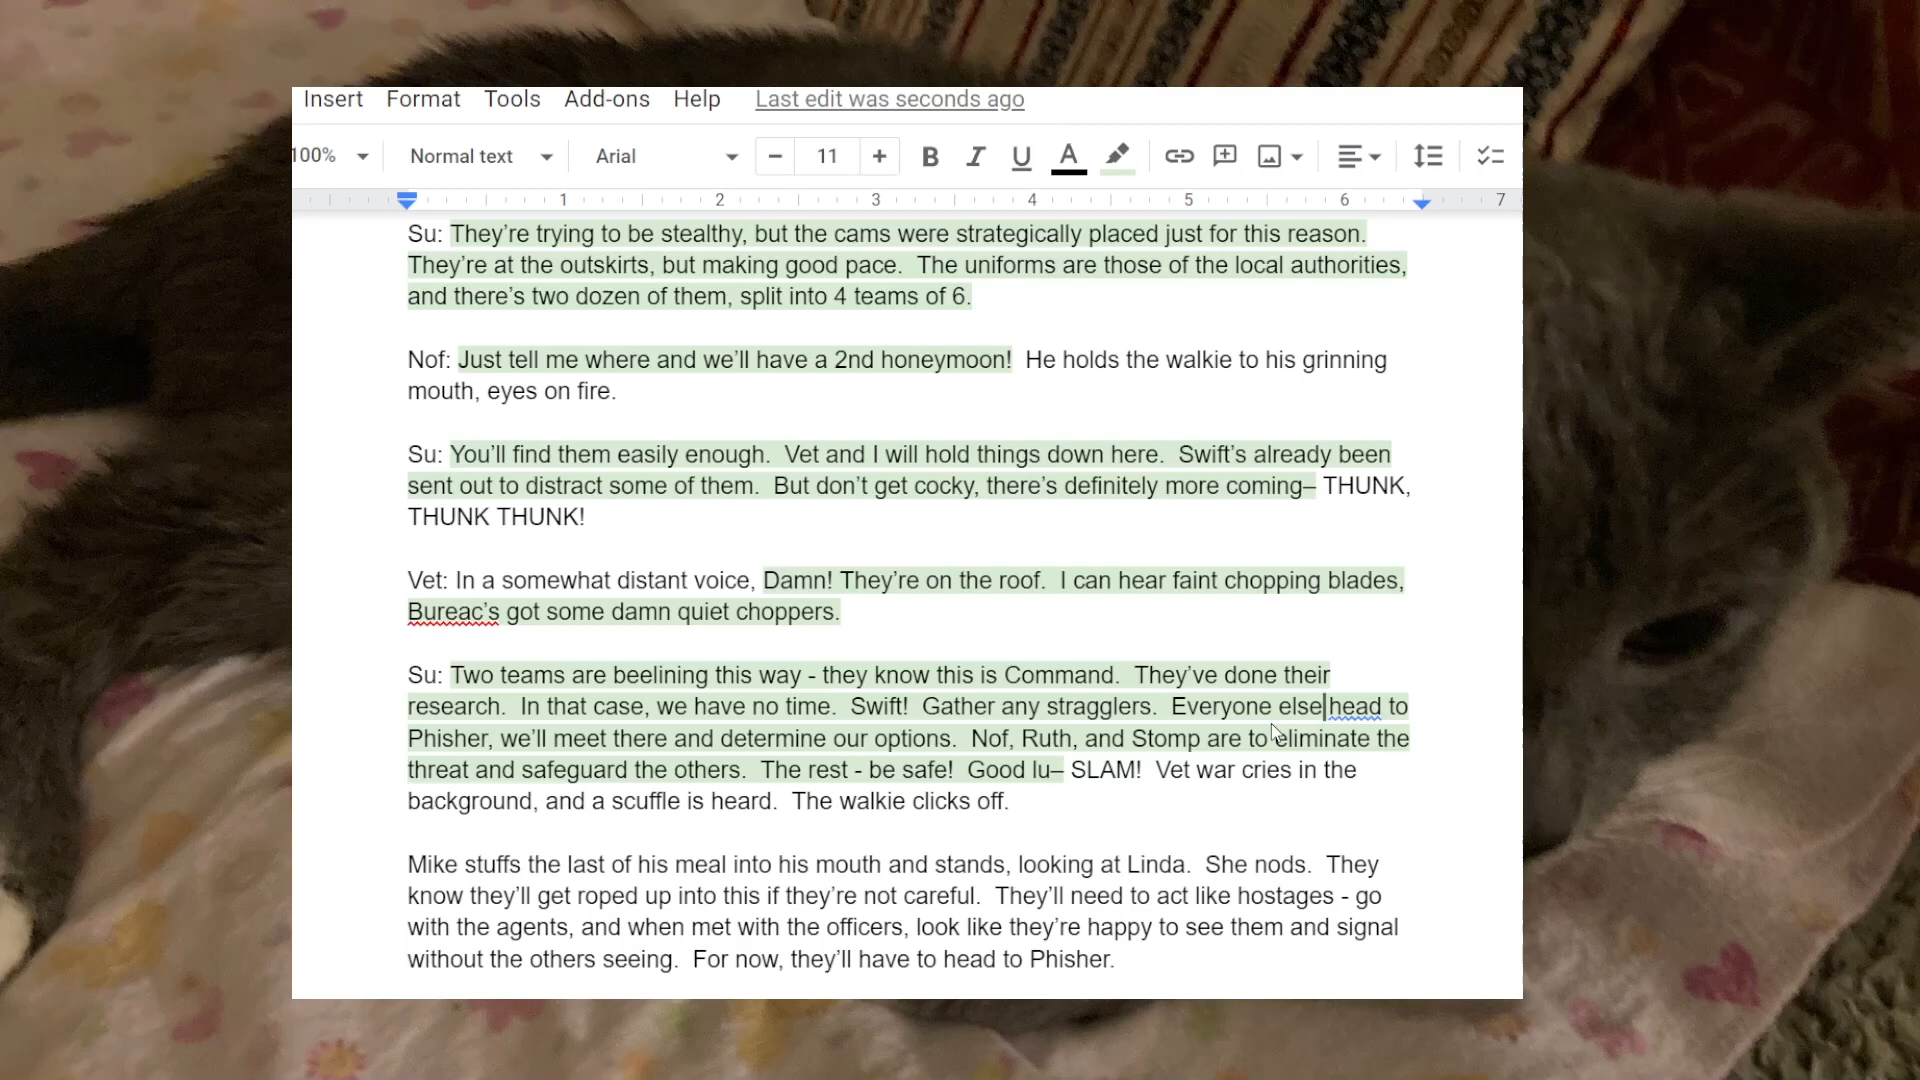 Insert Format Tools Add-ons Help Last edit was seconds ago
100% Normal text Arial 11
1 2 3 4 5 6 7
Su: They’re trying to be stealthy, but the cams were strategically placed just for this reason.
They’re at the outskirts, but making good pace.  The uniforms are those of the local authorities,
and there’s two dozen of them, split into 4 teams of 6.
Nof: Just tell me where and we’ll have a 2nd honeymoon!  He holds the walkie to his grinning
mouth, eyes on fire.
Su: You’ll find them easily enough.  Vet and I will hold things down here.  Swift’s already been
sent out to distract some of them.  But don’t get cocky, there’s definitely more coming– THUNK,
THUNK THUNK!
Vet: In a somewhat distant voice, Damn! They’re on the roof.  I can hear faint chopping blades,
Bureac’s got some damn quiet choppers.
Su: Two teams are beelining this way - they know this is Command.  They’ve done their
research.  In that case, we have no time.  Swift!  Gather any stragglers.  Everyone else head to
Phisher, we’ll meet there and determine our options.  Nof, Ruth, and Stomp are to eliminate the
threat and safeguard the others.  The rest - be safe!  Good lu– SLAM!  Vet war cries in the
background, and a scuffle is heard.  The walkie clicks off.
Mike stuffs the last of his meal into his mouth and stands, looking at Linda.  She nods.  They
know they’ll get roped up into this if they’re not careful.  They’ll need to act like hostages - go
with the agents, and when met with the officers, look like they’re happy to see them and signal
without the others seeing.  For now, they’ll have to head to Phisher.